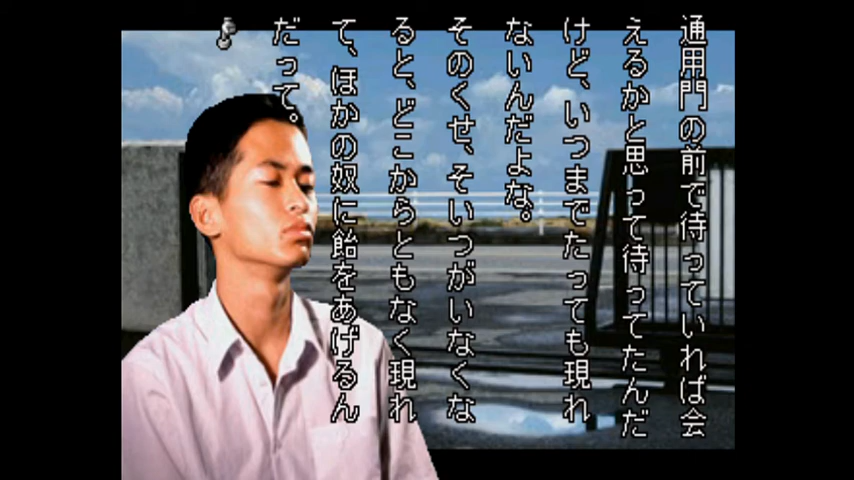 通用門の前で待っていれば会
えるかと思って待ってたんだ
けど、いつまでたっても現れ
ないんだよな。
そのくせ、そいつがいなくな
ると、どこからともなく現れ
て、ほかの奴に飴をあげるん
だって。